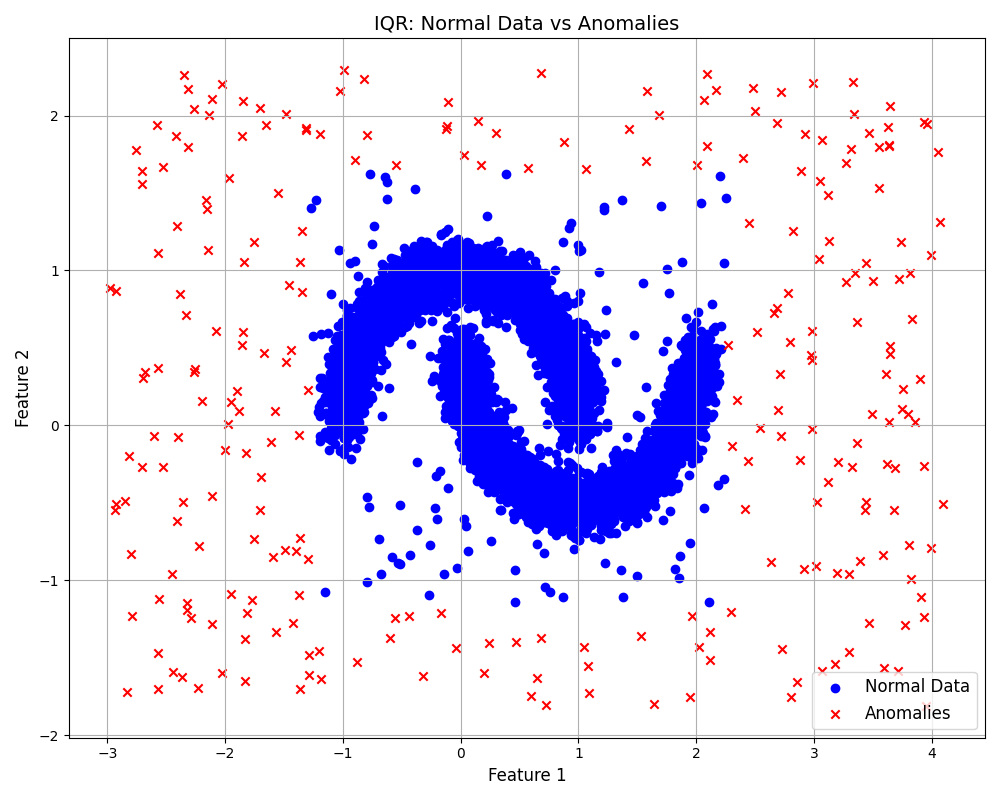 IQR: Normal Data vs Anomalies
2
1
0
−1
−2
Feature 2
−3
−2
−1
0
1
2
3
4
Feature 1
Normal Data
Anomalies